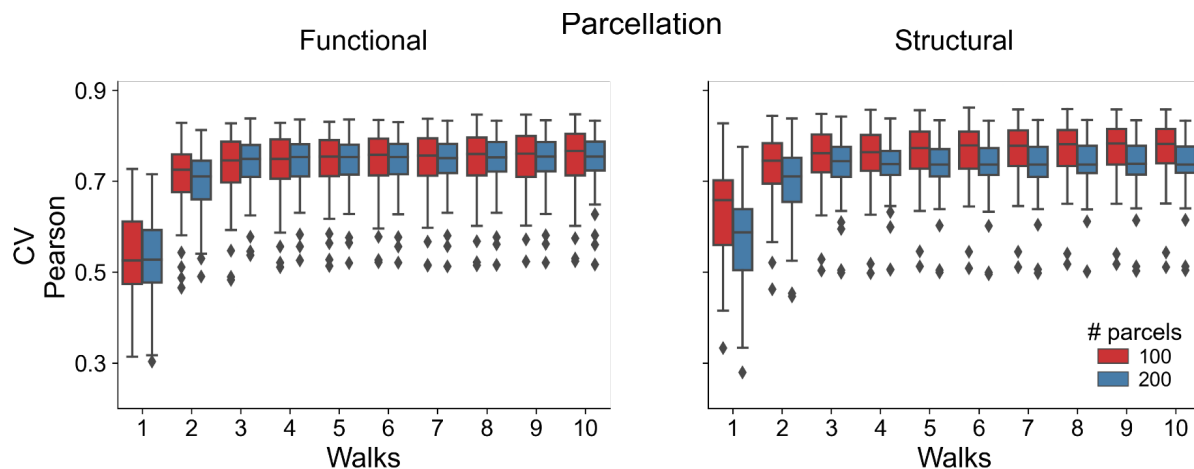 Parcellation
Functional
Structural
CV
Pearson
0.9
0.7
0.5
0.3
1 2 3 4 5 6 7 8 9 10
Walks
1 2 3 4 5 6 7 8 9 10
Walks
# parcels
100
200